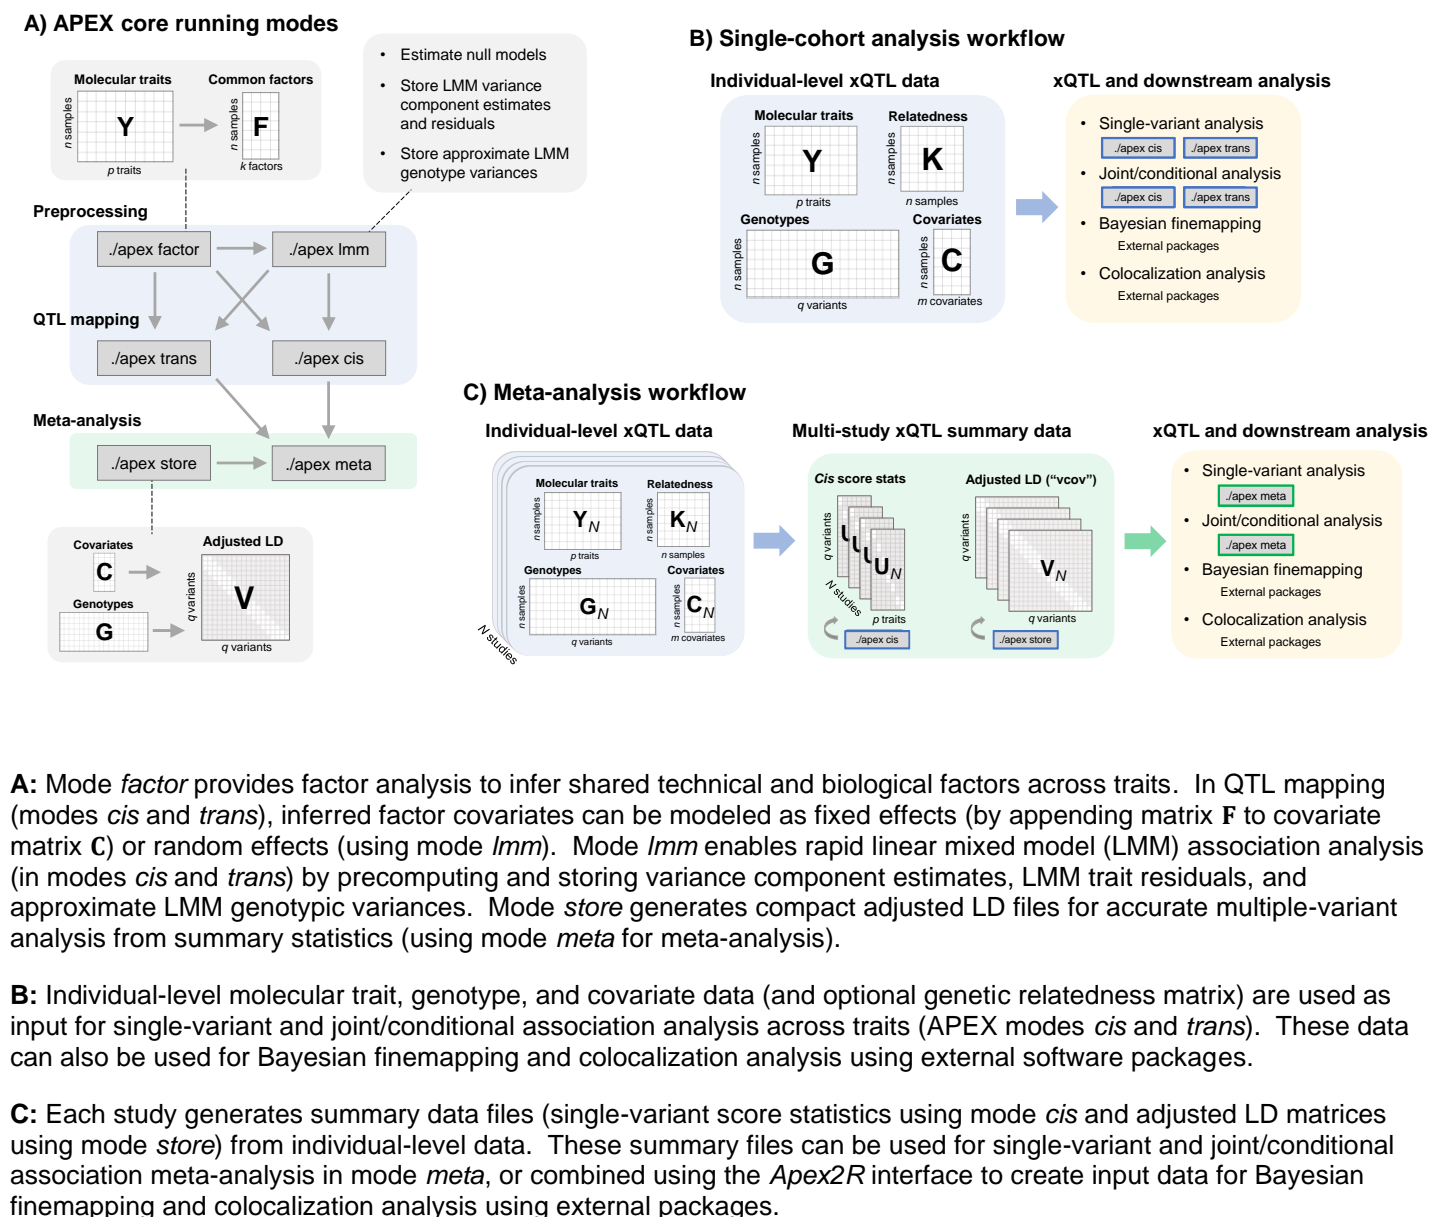 A) APEX core running modes
Molecular traits
Common factors
n samples
Y
n samples
F
p traits
k factors
• Estimate null models
• Store LMM variance
component estimates
and residuals
• Store approximate LMM
genotype variances
Preprocessing
./apex factor
./apex lmm
QTL mapping
./apex trans
./apex cis
Meta-analysis
./apex store
./apex meta
Covariates
C
Genotypes
G
Adjusted LD
q variants
V
q variants
B) Single-cohort analysis workflow
Individual-level xQTL data
Molecular traits
Relatedness
n samples
Y
n samples
K
p traits
n samples
Genotypes
Covariates
n samples
G
n samples
C
q variants
m covariates
xQTL and downstream analysis
• Single-variant analysis
./apex cis
./apex trans
• Joint/conditional analysis
./apex cis
./apex trans
• Bayesian finemapping
External packages
• Colocalization analysis
External packages
C) Meta-analysis workflow
Individual-level xQTL data
Molecular traits
Relatedness
n samples
YN
n samples
KN
p traits
n samples
Genotypes
Covariates
n samples
GN
n samples
CN
q variants
m covariates
N studies
Multi-study xQTL summary data
Cis score stats
Adjusted LD (“vcov”)
q variants
U
U
U
UN
N studies
p traits
./apex cis
q variants
VN
q variants
./apex store
xQTL and downstream analysis
• Single-variant analysis
./apex meta
• Joint/conditional analysis
./apex meta
• Bayesian finemapping
External packages
• Colocalization analysis
External packages
A: Mode factor provides factor analysis to infer shared technical and biological factors across traits. In QTL mapping
(modes cis and trans), inferred factor covariates can be modeled as fixed effects (by appending matrix F to covariate
matrix C) or random effects (using mode lmm). Mode lmm enables rapid linear mixed model (LMM) association analysis
(in modes cis and trans) by precomputing and storing variance component estimates, LMM trait residuals, and
approximate LMM genotypic variances. Mode store generates compact adjusted LD files for accurate multiple-variant
analysis from summary statistics (using mode meta for meta-analysis).
B: Individual-level molecular trait, genotype, and covariate data (and optional genetic relatedness matrix) are used as
input for single-variant and joint/conditional association analysis across traits (APEX modes cis and trans). These data
can also be used for Bayesian finemapping and colocalization analysis using external software packages.
C: Each study generates summary data files (single-variant score statistics using mode cis and adjusted LD matrices
using mode store) from individual-level data. These summary files can be used for single-variant and joint/conditional
association meta-analysis in mode meta, or combined using the Apex2R interface to create input data for Bayesian
finemapping and colocalization analysis using external packages.